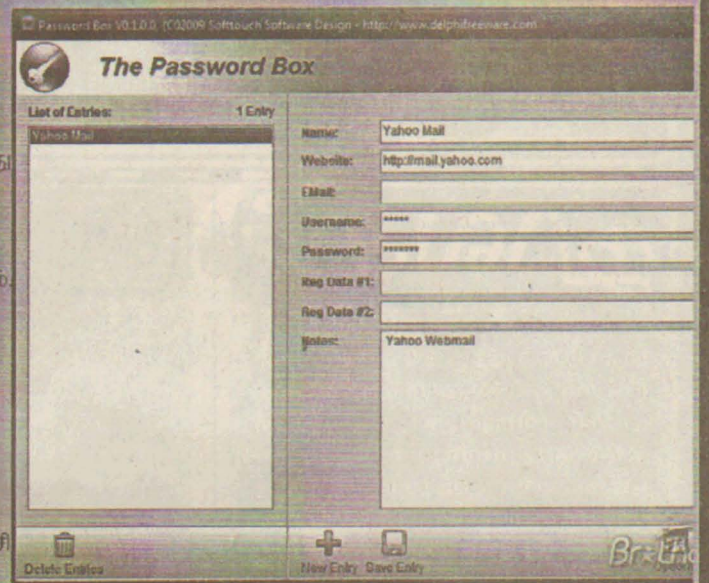 Password Box V0.1.0.0, (C)2009 Softtouch Software Design - http://www.delphifreeware.com
The Password Box
List of Entries: 1 Entry
Yahoo Mail
Name: Yahoo Mail
Website: http://mail.yahoo.com
EMail:
Username: *****
Password: *******
Reg Data #1:
Reg Data #2:
Notes: Yahoo Webmail
Delete Entries
New Entry Save Entry